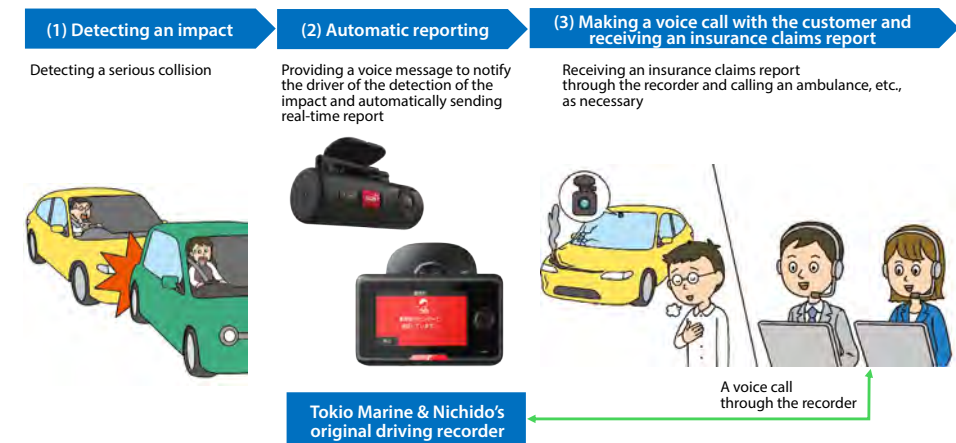 (1) Detecting an impact
Detecting a serious collision
(2) Automatic reporting
Providing a voice message to notify
the driver of the detection of the
impact and automatically sending
real-time report
(3) Making a voice call with the customer and
receiving an insurance claims report
Receiving an insurance claims report
through the recorder and calling an ambulance, etc.,
as necessary
A voice call
through the recorder
Tokio Marine & Nichido’s
original driving recorder